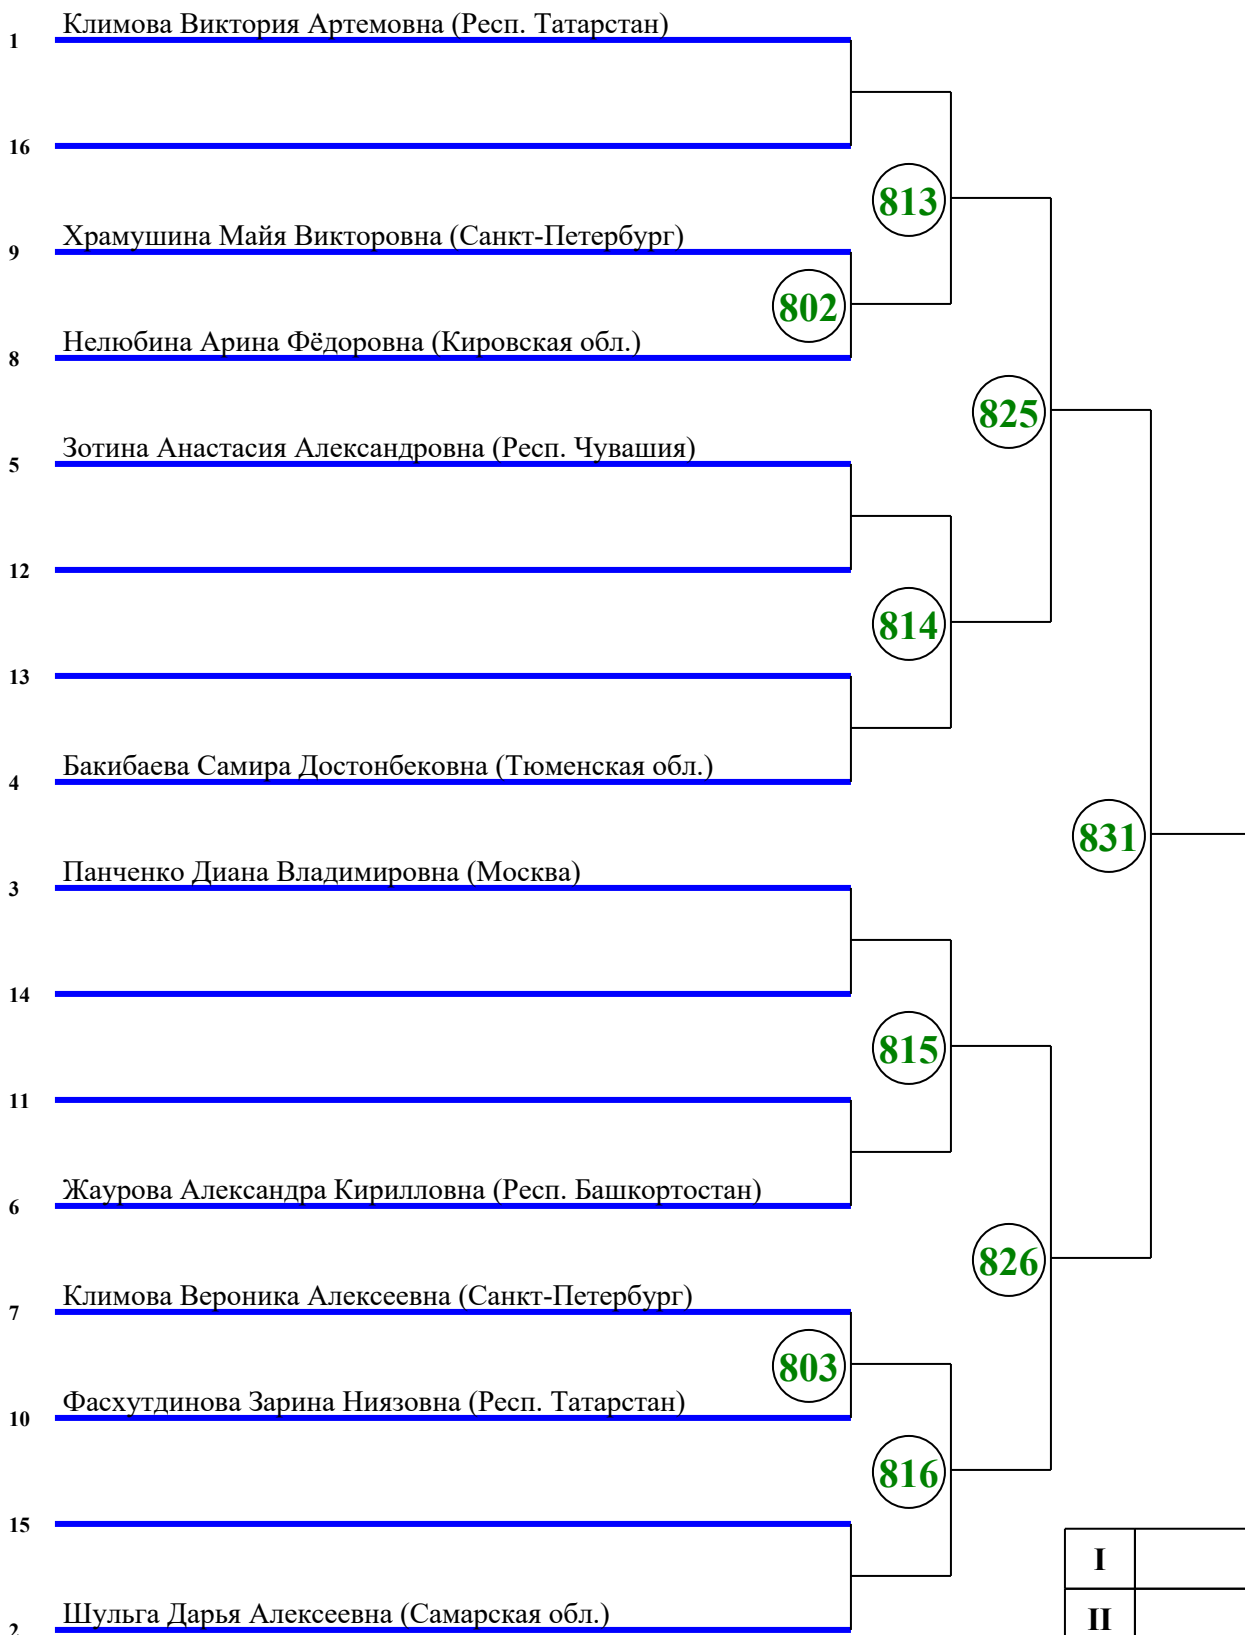 1 Климова Виктория Артемовна (Респ. Татарстан)
16
813
9 Храмушина Майя Викторовна (Санкт-Петербург)
802
8 Нелюбина Арина Фёдоровна (Кировская обл.)
825
5 Зотина Анастасия Александровна (Респ. Чувашия)
12
814
13
4 Бакибаева Самира Достонбековна (Тюменская обл.)
831
3 Панченко Диана Владимировна (Москва)
14
815
11
6 Жаурова Александра Кирилловна (Респ. Башкортостан)
826
7 Климова Вероника Алексеевна (Санкт-Петербург)
803
10 Фасхутдинова Зарина Ниязовна (Респ. Татарстан)
816
15
I
2 Шульга Дарья Алексеевна (Самарская обл.)
II